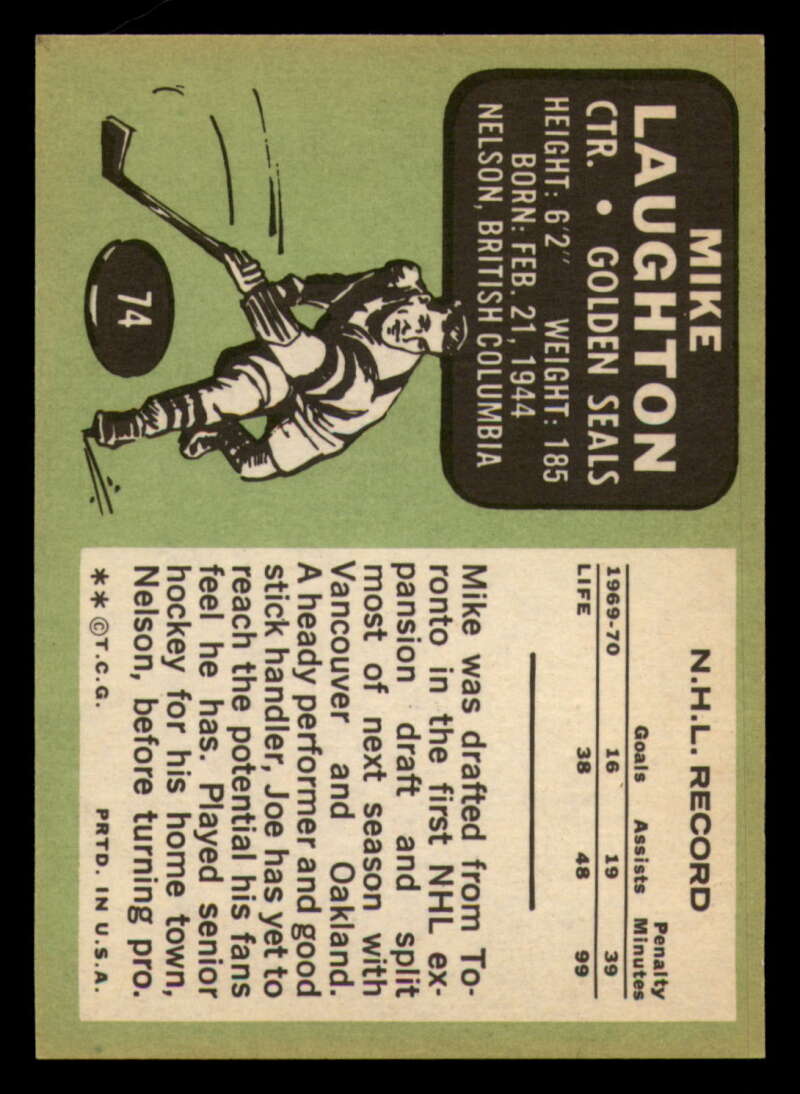 MIKE
LAUGHTON
CTR. • GOLDEN SEALS
HEIGHT: 6'2" WEIGHT: 185
BORN: FEB. 21, 1944
NELSON, BRITISH COLUMBIA
74
N.H.L. RECORD
Goals Assists Penalty Minutes
1969-70 16 19 39
LIFE 38 48 99
Mike was drafted from To-
ronto in the first NHL ex-
pansion draft and split
most of next season with
Vancouver and Oakland.
A heady performer and good
stick handler, Joe has yet to
reach the potential his fans
feel he has. Played senior
hockey for his home town,
Nelson, before turning pro.
**©T.C.G. PRTD. IN U.S.A.